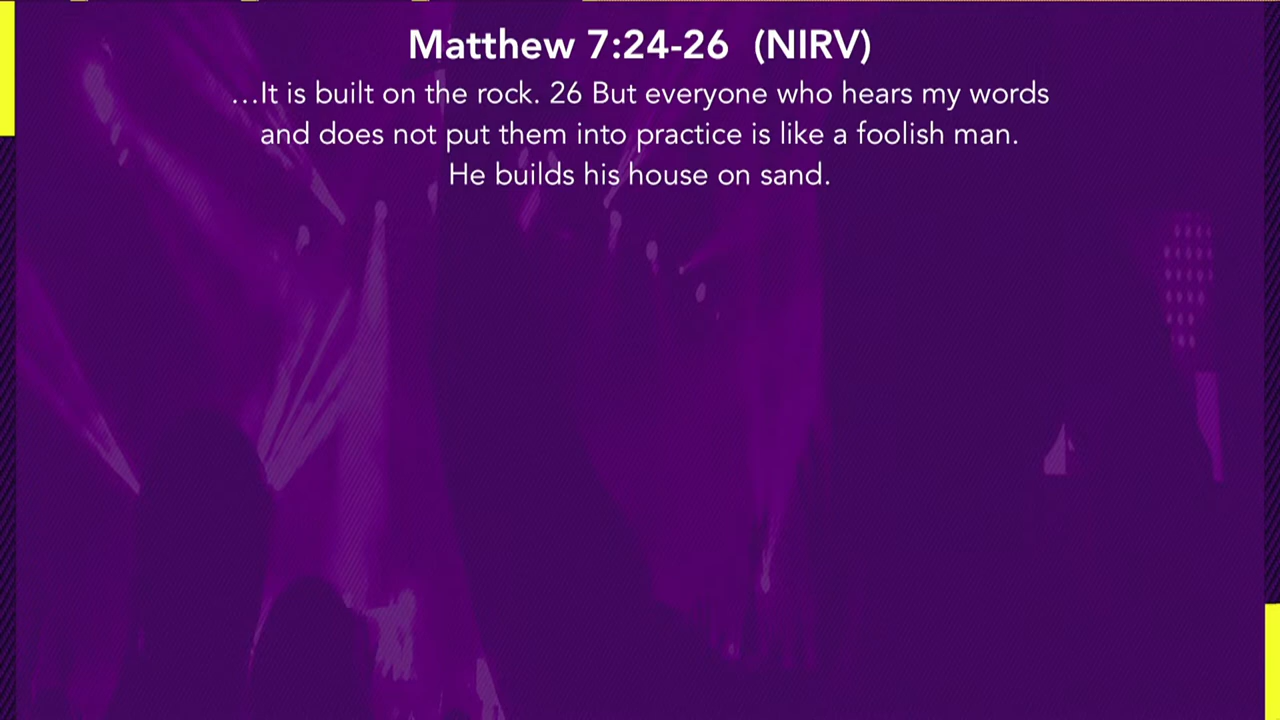 Matthew 7:24-26 (NIRV)
…It is built on the rock. 26 But everyone who hears my words
and does not put them into practice is like a foolish man.
He builds his house on sand.